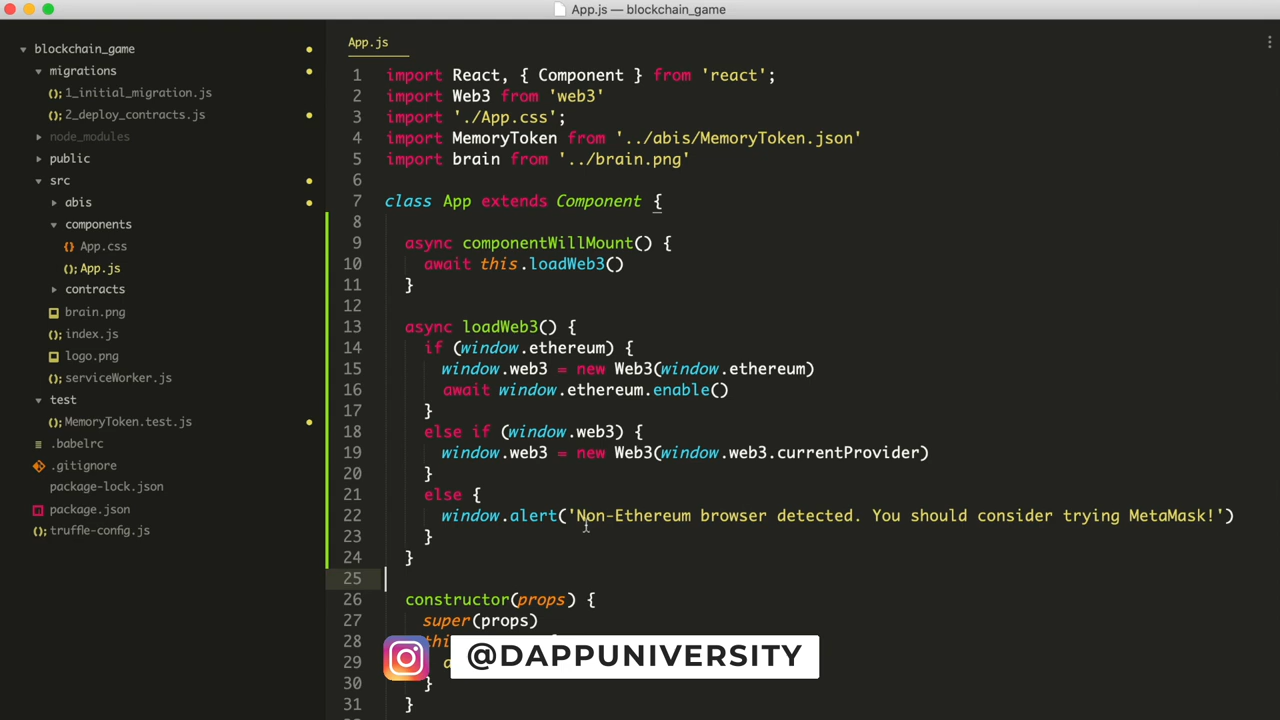 App.js — blockchain_game
blockchain_game
migrations
1_initial_migration.js
2_deploy_contracts.js
node_modules
public
src
abis
components
App.css
App.js
contracts
brain.png
index.js
logo.png
serviceWorker.js
test
MemoryToken.test.js
.babelrc
.gitignore
package-lock.json
package.json
truffle-config.js
App.js
1 import React, { Component } from 'react';
2 import Web3 from 'web3'
3 import './App.css';
4 import MemoryToken from '../abis/MemoryToken.json'
5 import brain from '../brain.png'
6
7 class App extends Component {
8
9 async componentWillMount() {
10 await this.loadWeb3()
11 }
12
13 async loadWeb3() {
14 if (window.ethereum) {
15 window.web3 = new Web3(window.ethereum)
16 await window.ethereum.enable()
17 }
18 else if (window.web3) {
19 window.web3 = new Web3(window.web3.currentProvider)
20 }
21 else {
22 window.alert('Non-Ethereum browser detected. You should consider trying MetaMask!')
23 }
24 }
25
26 constructor(props) {
27 super(props)
28
29
30 }
31 }
@DAPPUNIVERSITY